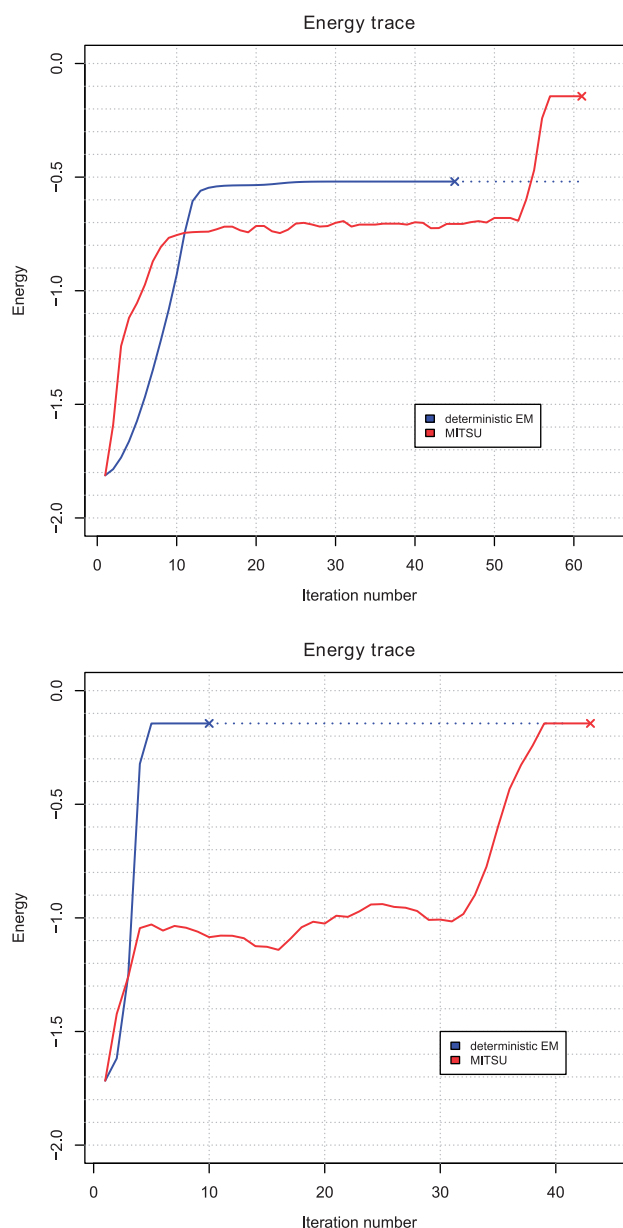 Energy trace
0.0
−0.5
−1.0
−1.5
−2.0
Energy
deterministic EM
MITSU
0 10 20 30 40 50 60
Iteration number
Energy trace
0.0
−0.5
−1.0
−1.5
−2.0
Energy
deterministic EM
MITSU
0 10 20 30 40
Iteration number